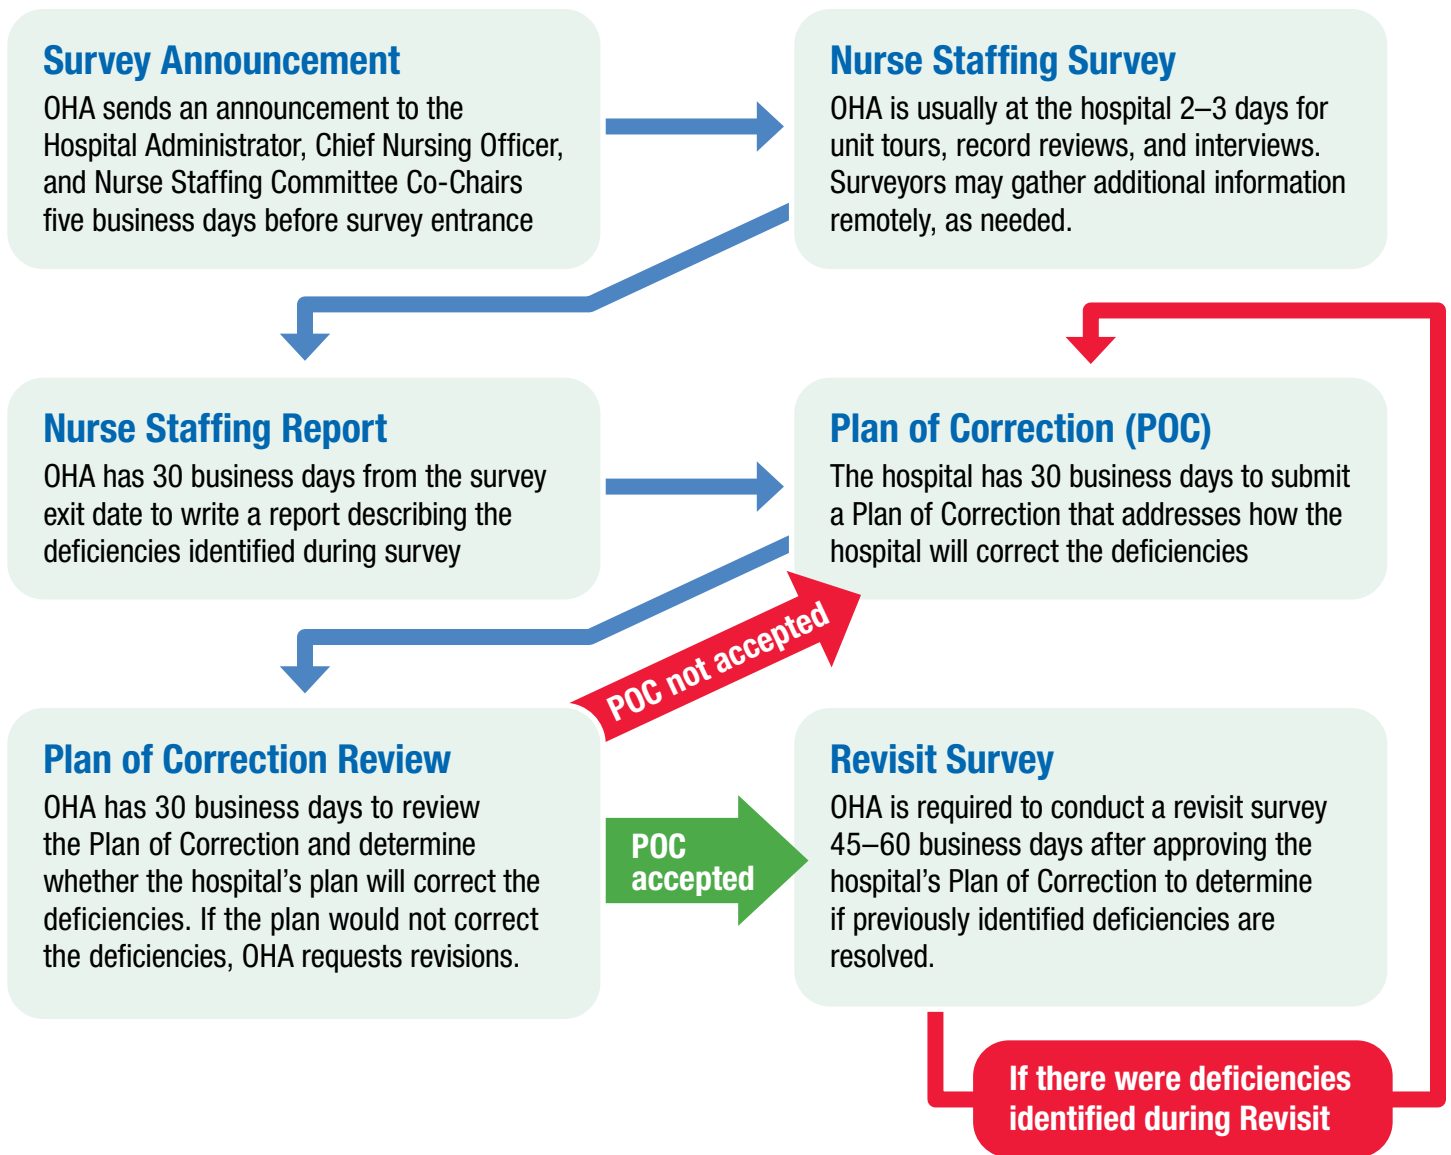 Survey Announcement
OHA sends an announcement to the
Hospital Administrator, Chief Nursing Officer,
and Nurse Staffing Committee Co-Chairs
five business days before survey entrance
Nurse Staffing Survey
OHA is usually at the hospital 2–3 days for
unit tours, record reviews, and interviews.
Surveyors may gather additional information
remotely, as needed.
Nurse Staffing Report
OHA has 30 business days from the survey
exit date to write a report describing the
deficiencies identified during survey
Plan of Correction (POC)
The hospital has 30 business days to submit
a Plan of Correction that addresses how the
hospital will correct the deficiencies
POC not accepted
Plan of Correction Review
OHA has 30 business days to review
the Plan of Correction and determine
whether the hospital’s plan will correct the
deficiencies. If the plan would not correct
the deficiencies, OHA requests revisions.
POC
accepted
Revisit Survey
OHA is required to conduct a revisit survey
45–60 business days after approving the
hospital’s Plan of Correction to determine
if previously identified deficiencies are
resolved.
If there were deficiencies
identified during Revisit